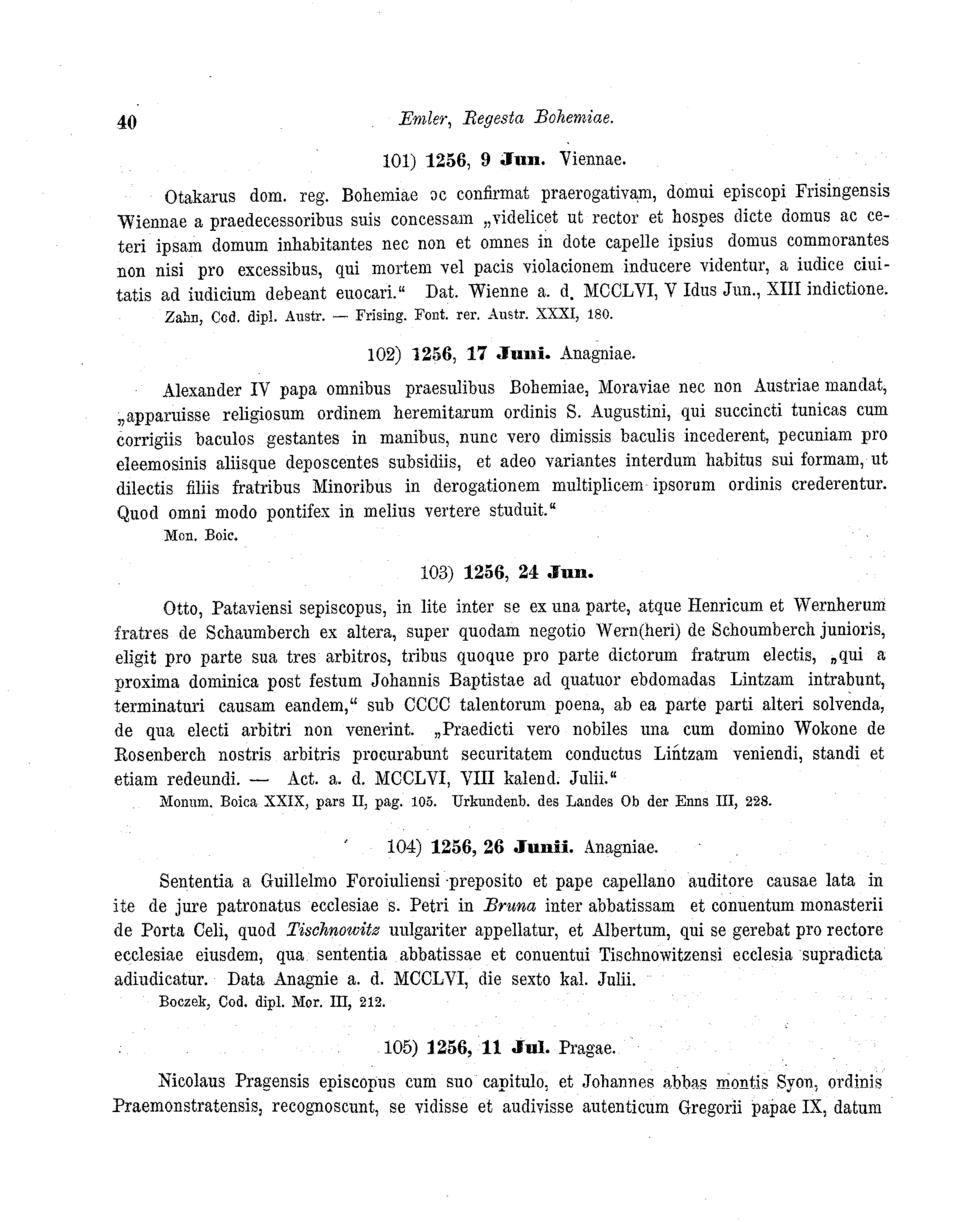 40
Emler, Regesta Bohemiae.
101) 1256, 9 Jun. Viennae.
Otakarus dom. reg. Bohemiae oc confirmat praerogativam, domui episcopi Frisingensis
Wiennae a praedecessoribus suis concessam „videlicet ut rector et hospes dicte domus ac ce-
teri ipsam domum inhabitantes nec non et omnes in dote capelle ipsius domus commorantes
non nisi pro excessibus, qui mortem vel pacis violacionem inducere videntur, a iudice ciui-
tatis ad iudicium debeant euocari.“ Dat. Wienne a. d. MCCLVI, V Idus Jun., XIII indictione.
Zahn, Cod. dipl. Austr. — Frising. Font. rer. Austr. XXXI, 180.
102) 1256, 17 Juni. Anagniae.
Alexander IV papa omnibus praesulibus Bohemiae, Moraviae nec non Austriae mandat,
„apparuisse religiosum ordinem heremitarum ordinis S. Augustini, qui succincti tunicas cum
corrigiis baculos gestantes in manibus, nunc vero dimissis baculis incederent, pecuniam pro
eleemosinis aliisque deposcentes subsidiis, et adeo variantes interdum habitus sui formam, ut
dilectis filiis fratribus Minoribus in derogationem multiplicem ipsorum ordinis crederentur.
Quod omni modo pontifex in melius vertere studuit.“
Mon. Boic.
103) 1256, 24 Jun.
Otto, Pataviensi sepiscopus, in lite inter se ex una parte, atque Henricum et Wernherum
fratres de Schaumberch ex altera, super quodam negotio Wern(heri) de Schoumberch junioris,
eligit pro parte sua tres arbitros, tribus quoque pro parte dictorum fratrum electis, „qui a
proxima dominica post festum Johannis Baptistae ad quatuor ebdomadas Lintzam intrabunt,
terminaturi causam eandem,“ sub CCCC talentorum poena, ab ea parte parti alteri solvenda,
de qua electi arbitri non venerint. „Praedicti vero nobiles una cum domino Wokone de
Rosenberch nostris arbitris procurabunt securitatem conductus Lintzam veniendi, standi et
etiam redeundi. — Act. a. d. MCCLVI, VIII kalend. Julii.“
Monum. Boica XXIX, pars II, pag. 105. Urkundenb. des Landes Ob der Enns III, 228.
104) 1256, 26 Junii. Anagniae.
Sententia a Guillelmo Foroiuliensi preposito et pape capellano auditore causae lata in
ite de jure patronatus ecclesiae s. Petri in Bruna inter abbatissam et conuentum monasterii
de Porta Celi, quod Tischnowitz uulgariter appellatur, et Albertum, qui se gerebat pro rectore
ecclesiae eiusdem, qua sententia abbatissae et conuentui Tischnowitzensi ecclesia supradicta
adiudicatur. Data Anagnie a. d. MCCLVI, die sexto kal. Julii.
Boczek, Cod. dipl. Mor. III, 212.
105) 1256, 11 Jul. Pragae.
Nicolaus Pragensis episcopus cum suo capitulo, et Johannes abbas montis Syon, ordinis
Praemonstratensis, recognoscunt, se vidisse et audivisse autenticum Gregorii papae IX, datum